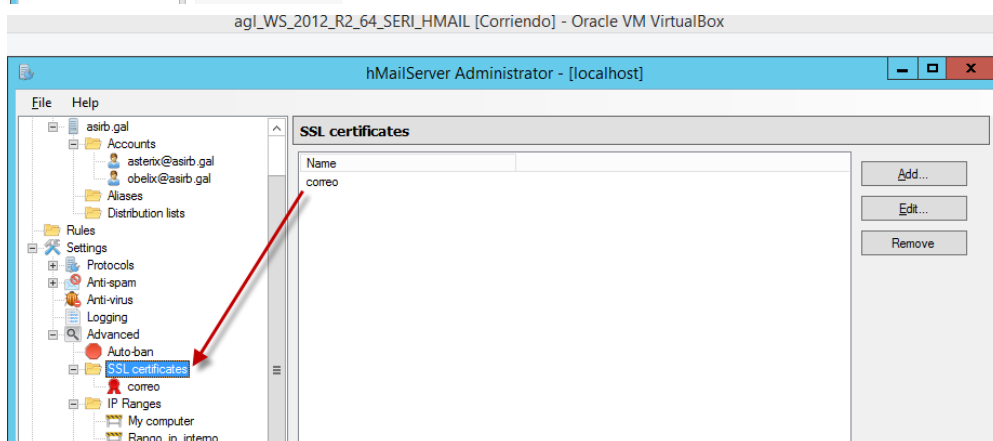 agl_WS_2012_R2_64_SERI_HMAIL [Corriendo] - Oracle VM VirtualBox
hMailServer Administrator - [localhost]
File Help
asirb.gal
Accounts
asterix@asirb.gal
obelix@asirb.gal
Aliases
Distribution lists
Rules
Settings
Protocols
Anti-spam
Anti-virus
Logging
Advanced
Auto-ban
SSL certificates
correo
IP Ranges
My computer
Rango_ip_interno
SSL certificates
Name
correo
Add...
Edit...
Remove